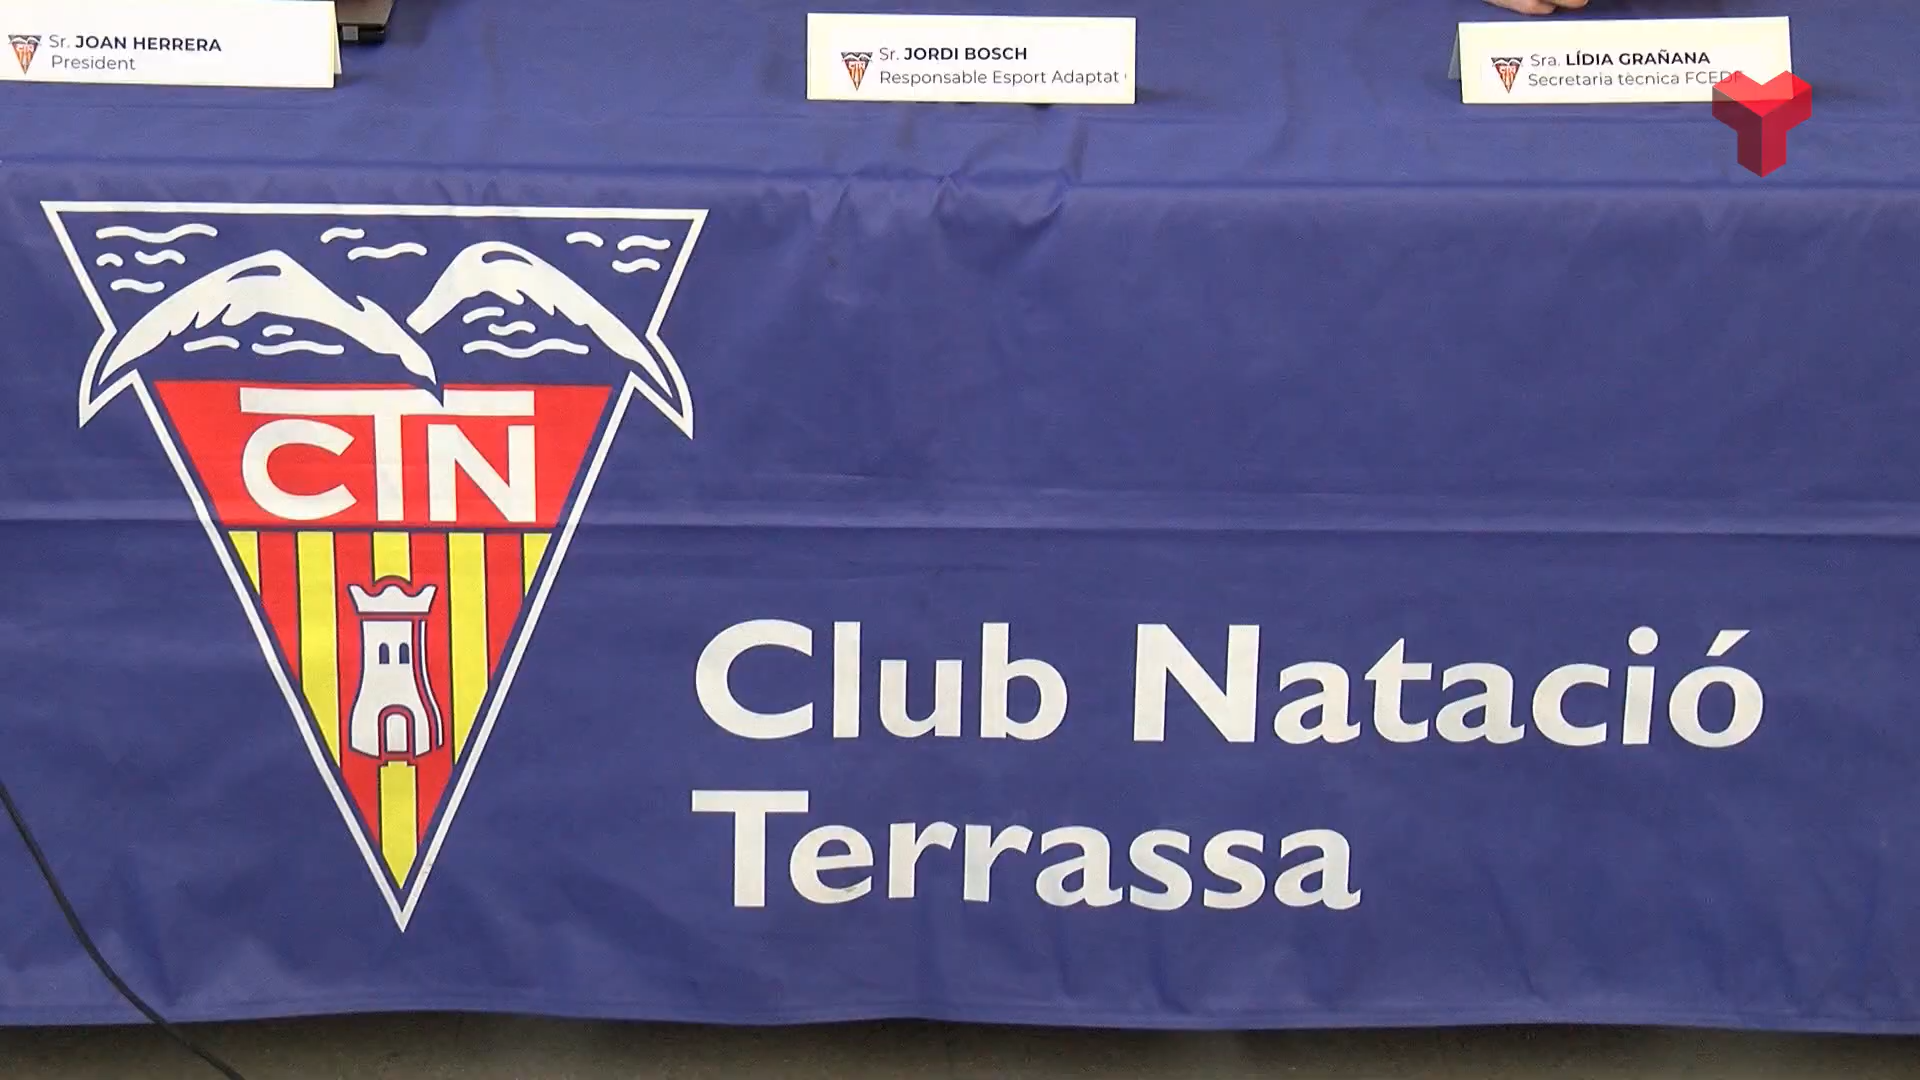 Sr. JOAN HERRERA
President
Sr. JORDI BOSCH
Responsable Esport Adaptat
Sra. LÍDIA GRAÑANA
Secretaria tècnica FCEDF
CTN
Club Natació
Terrassa